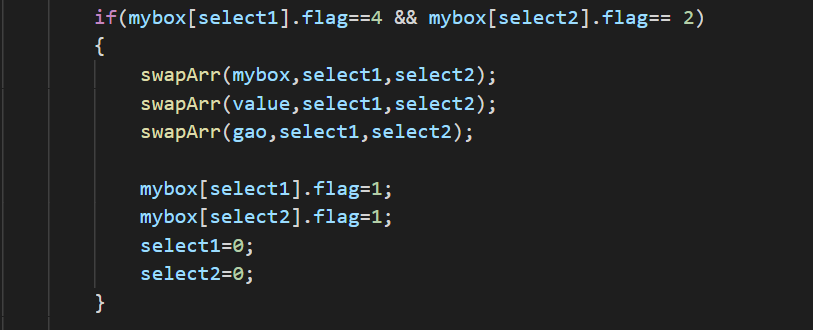 if(mybox[select1].flag==4 && mybox[select2].flag== 2)
{
swapArr(mybox,select1,select2);
swapArr(value,select1,select2);
swapArr(gao,select1,select2);
mybox[select1].flag=1;
mybox[select2].flag=1;
select1=0;
select2=0;
}